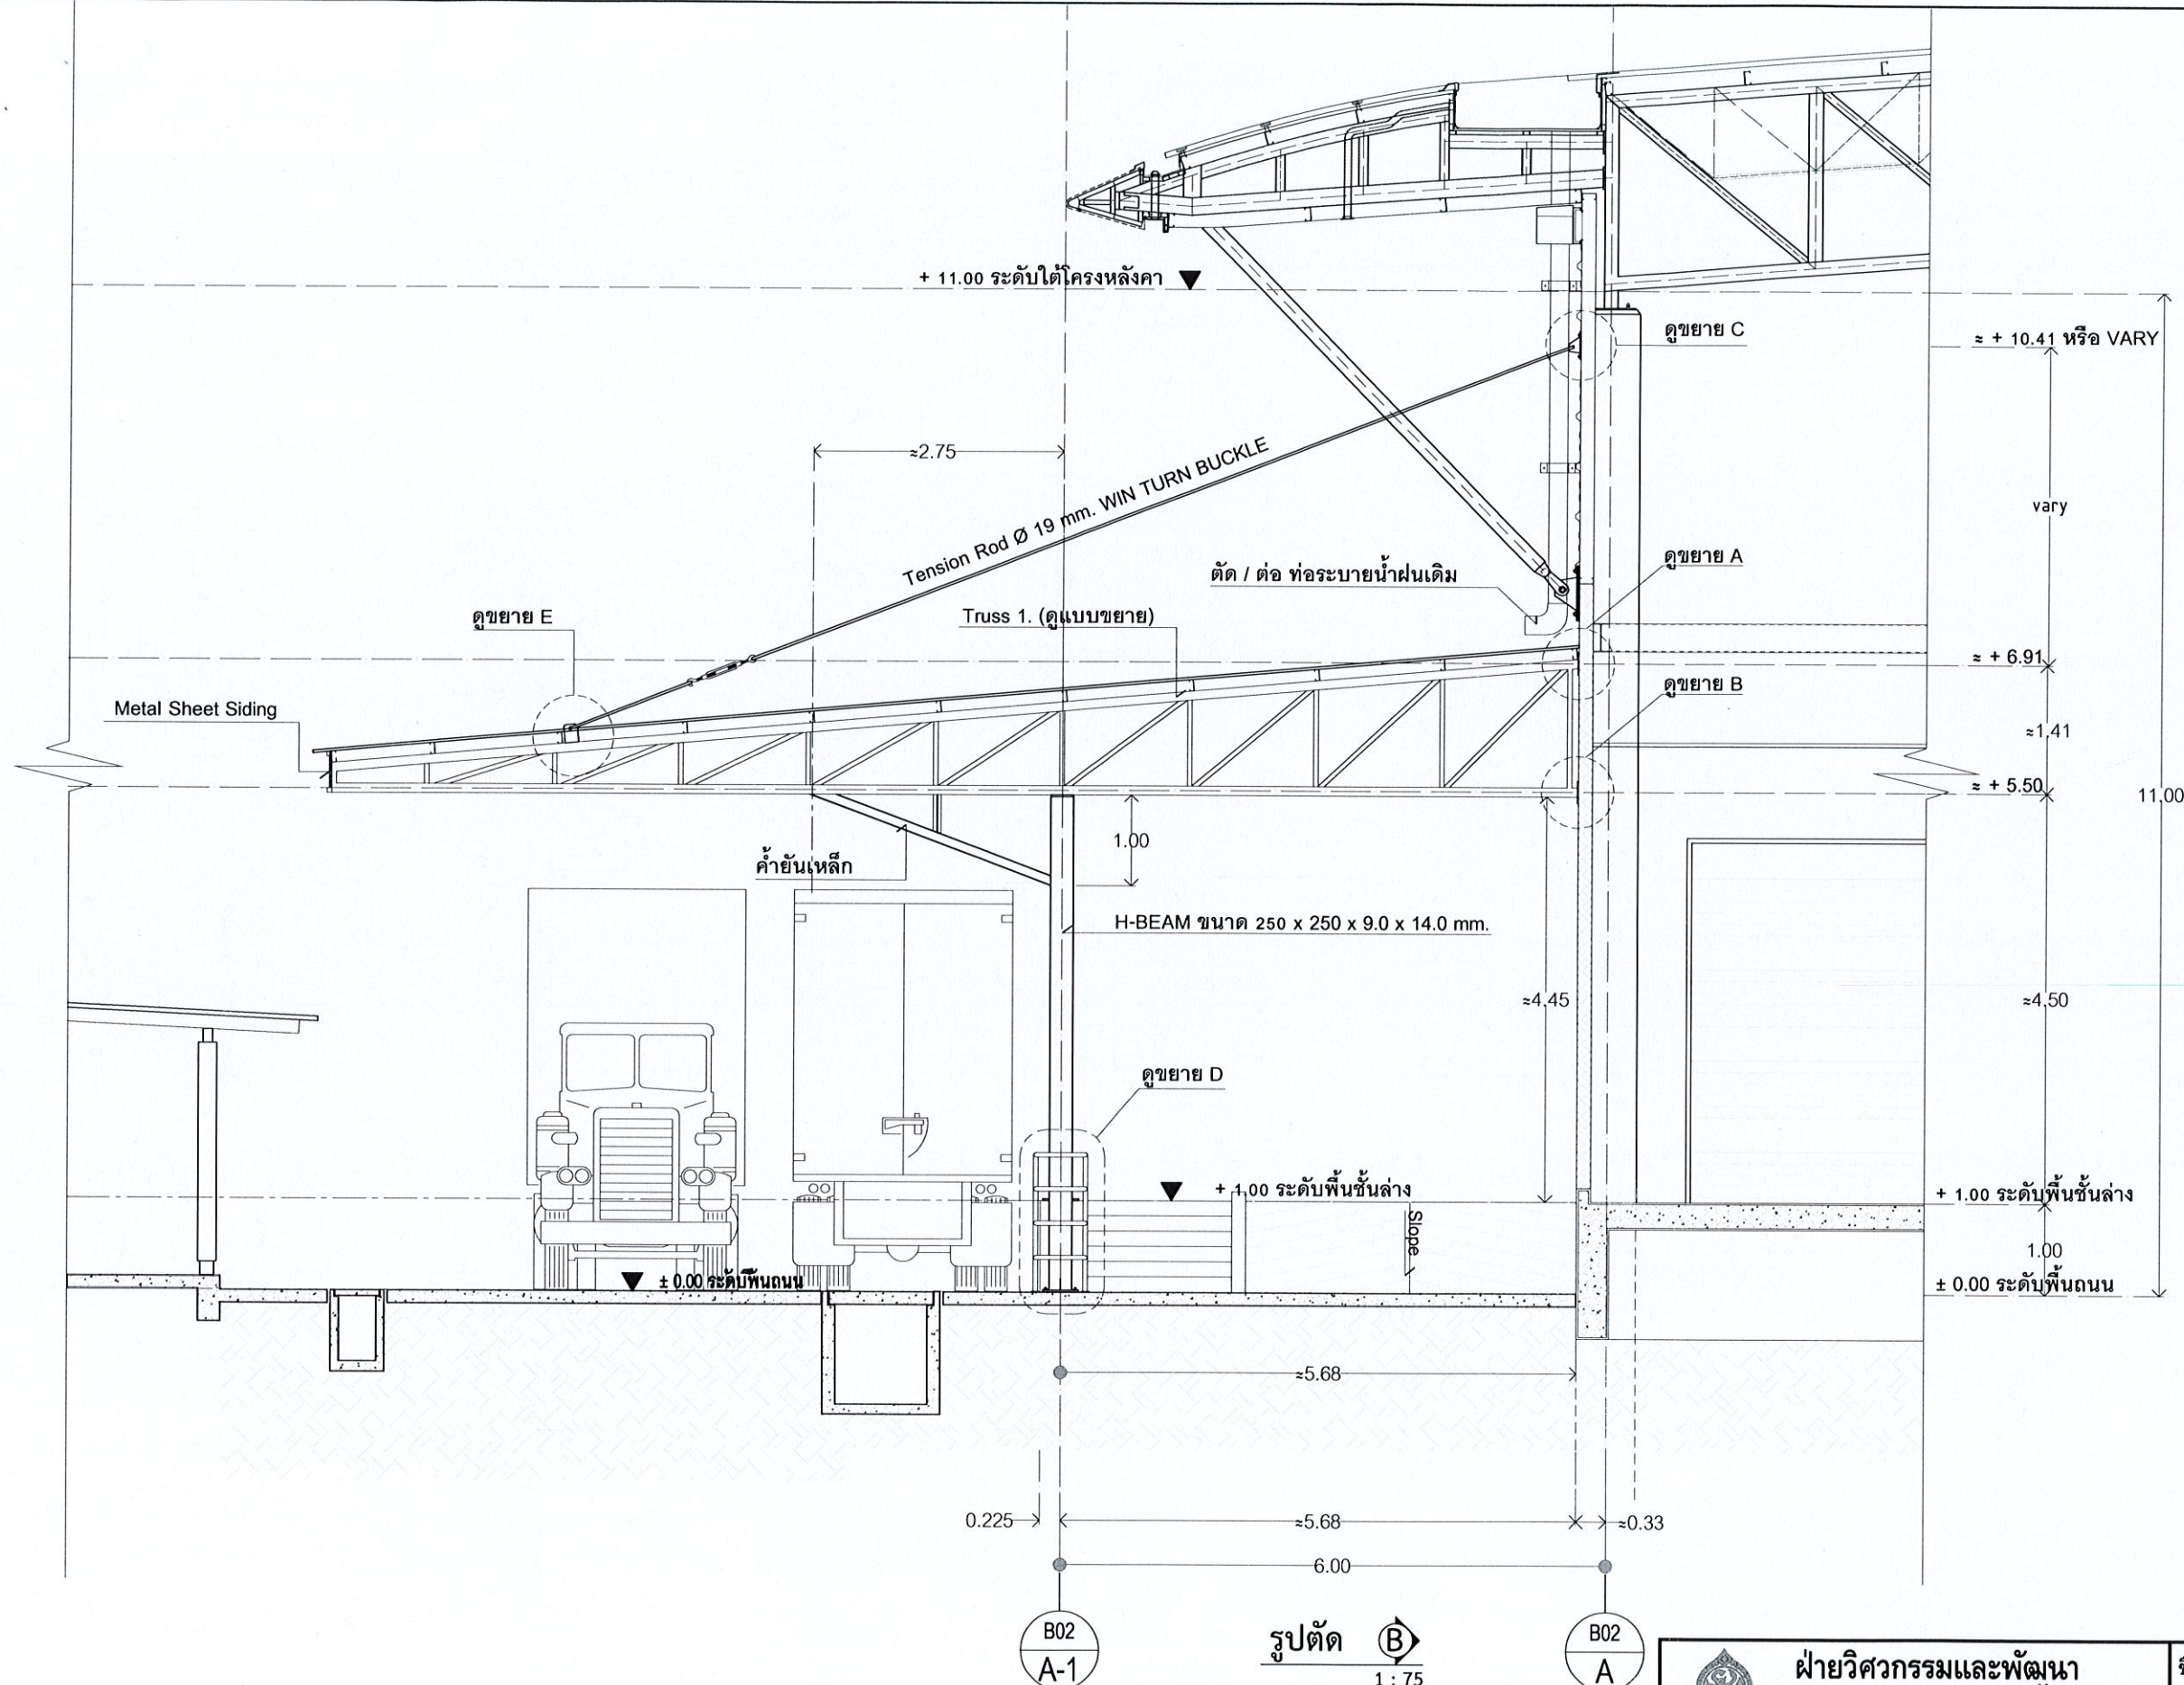 + 11.00 ระดับใต้โครงหลังคา
ดูขยาย C
≈ + 10.41 หรือ VARY
≈2.75
Tension Rod Ø 19 mm. WIN TURN BUCKLE
vary
ดูขยาย A
ตัด / ต่อ ท่อระบายน้ำฝนเดิม
ดูขยาย E
Truss 1. (ดูแบบขยาย)
≈ + 6.91
ดูขยาย B
Metal Sheet Siding
≈1.41
≈ + 5.50
11.00
1.00
ค้ำยันเหล็ก
H-BEAM ขนาด 250 x 250 x 9.0 x 14.0 mm.
≈4.45
≈4.50
ดูขยาย D
+ 1.00 ระดับพื้นชั้นล่าง
+ 1.00 ระดับพื้นชั้นล่าง
Slope
1.00
± 0.00 ระดับพื้นถนน
± 0.00 ระดับพื้นถนน
≈5.68
0.225
≈5.68
≈0.33
6.00
B02
A-1
รูปตัด B
1 : 75
B02
A
ฝ่ายวิศวกรรมและพัฒนา